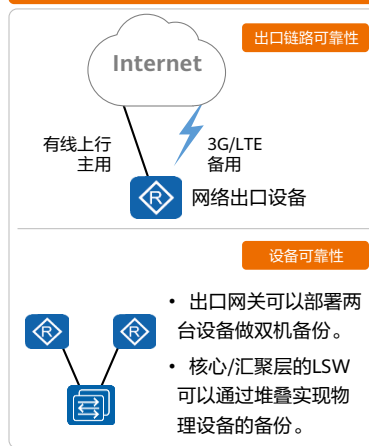 出口链路可靠性
Internet
有线上行
主用
3G/LTE
备用
R
网络出口设备
设备可靠性
R
R
• 出口网关可以部署两
台设备做双机备份。
• 核心/汇聚层的LSW
可以通过堆叠实现物
理设备的备份。